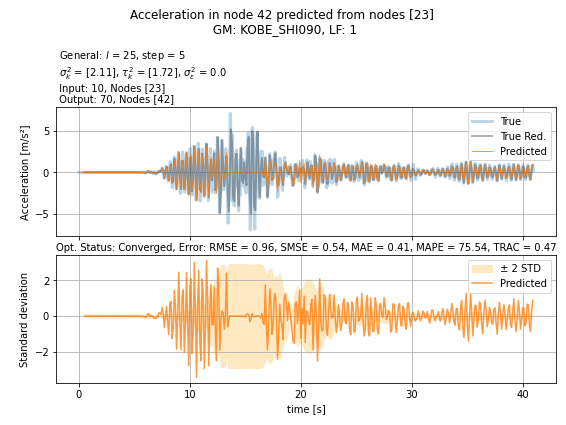 Acceleration in node 42 predicted from nodes [23]
GM: KOBE_SHI090, LF: 1
General: l = 25, step = 5
σ²ₖ = [2.11], τ²ₖ = [1.72], σ²_ε = 0.0
Input: 10, Nodes [23]
Output: 70, Nodes [42]
Acceleration [m/s²]
5
0
−5
True
True Red.
Predicted
Opt. Status: Converged, Error: RMSE = 0.96, SMSE = 0.54, MAE = 0.41, MAPE = 75.54, TRAC = 0.47
Standard deviation
2
0
−2
± 2 STD
Predicted
0 10 20 30 40
time [s]